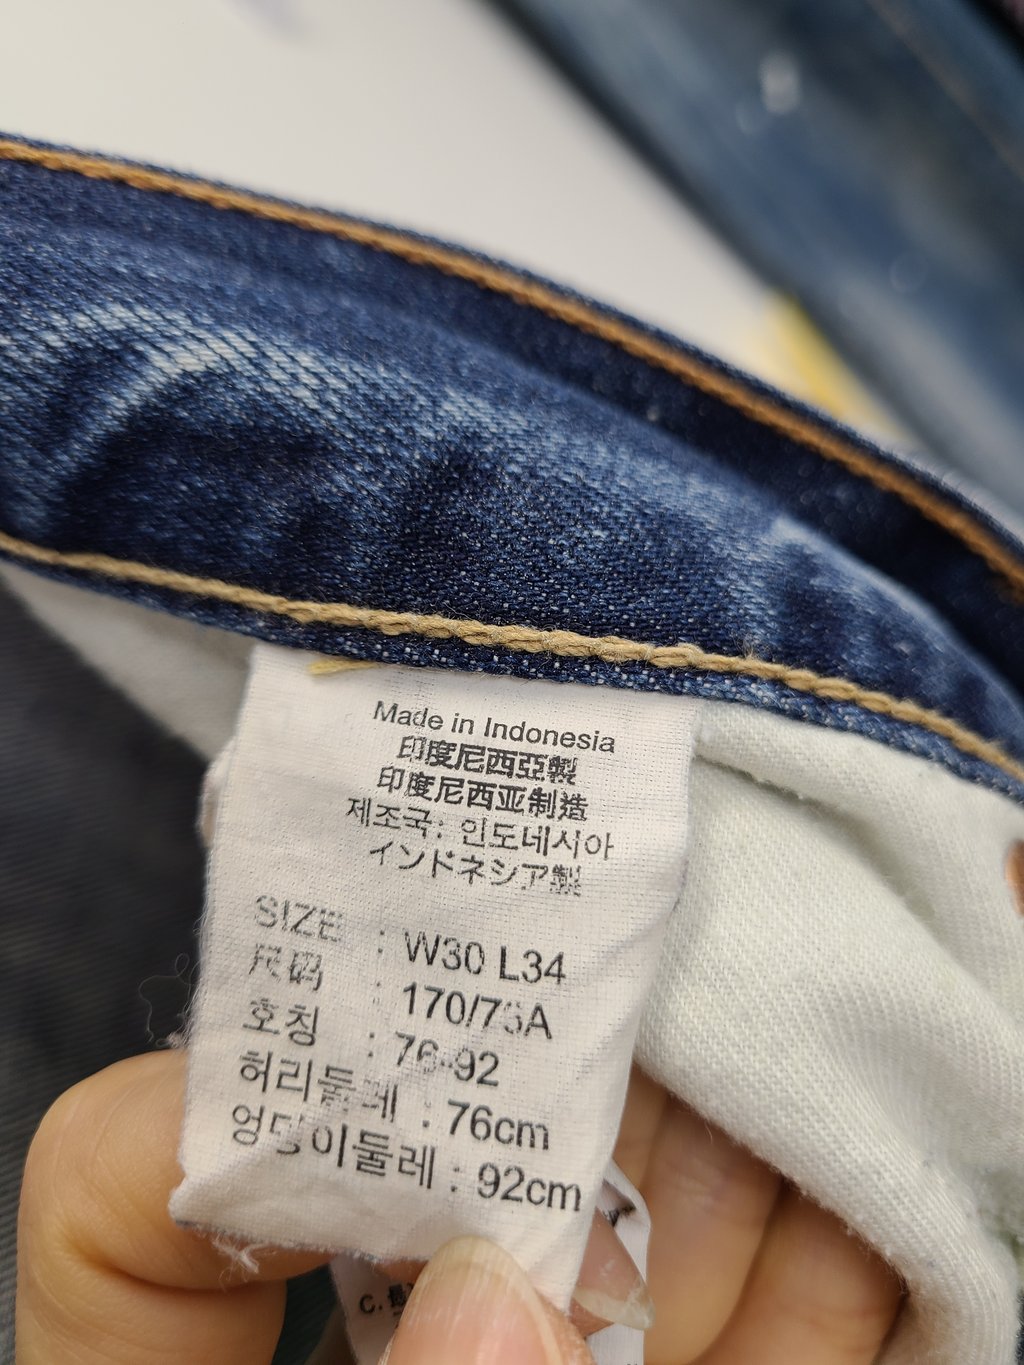 Made in Indonesia
印度尼西亞製
印度尼西亚制造
제조국: 인도네시아
インドネシア製
SIZE : W30 L34
尺码 : 170/76A
호칭 : 76-92
허리둘레 : 76cm
엉덩이둘레 : 92cm
C.